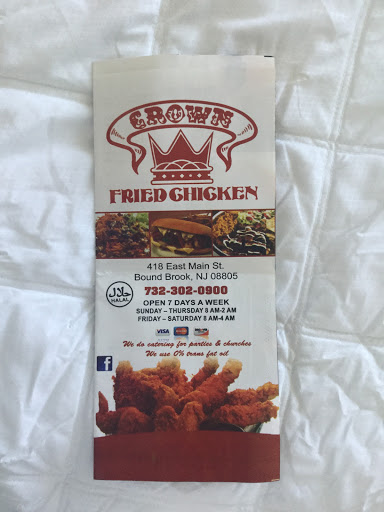 CROWN
FRIED CHICKEN
418 East Main St.
Bound Brook, NJ 08805
732-302-0900
حلال
HALAL
OPEN 7 DAYS A WEEK
SUNDAY – THURSDAY 8 AM-2 AM
FRIDAY – SATURDAY 8 AM-4 AM
VISA
We do catering for parties & churches
We use 0% trans fat oil
f